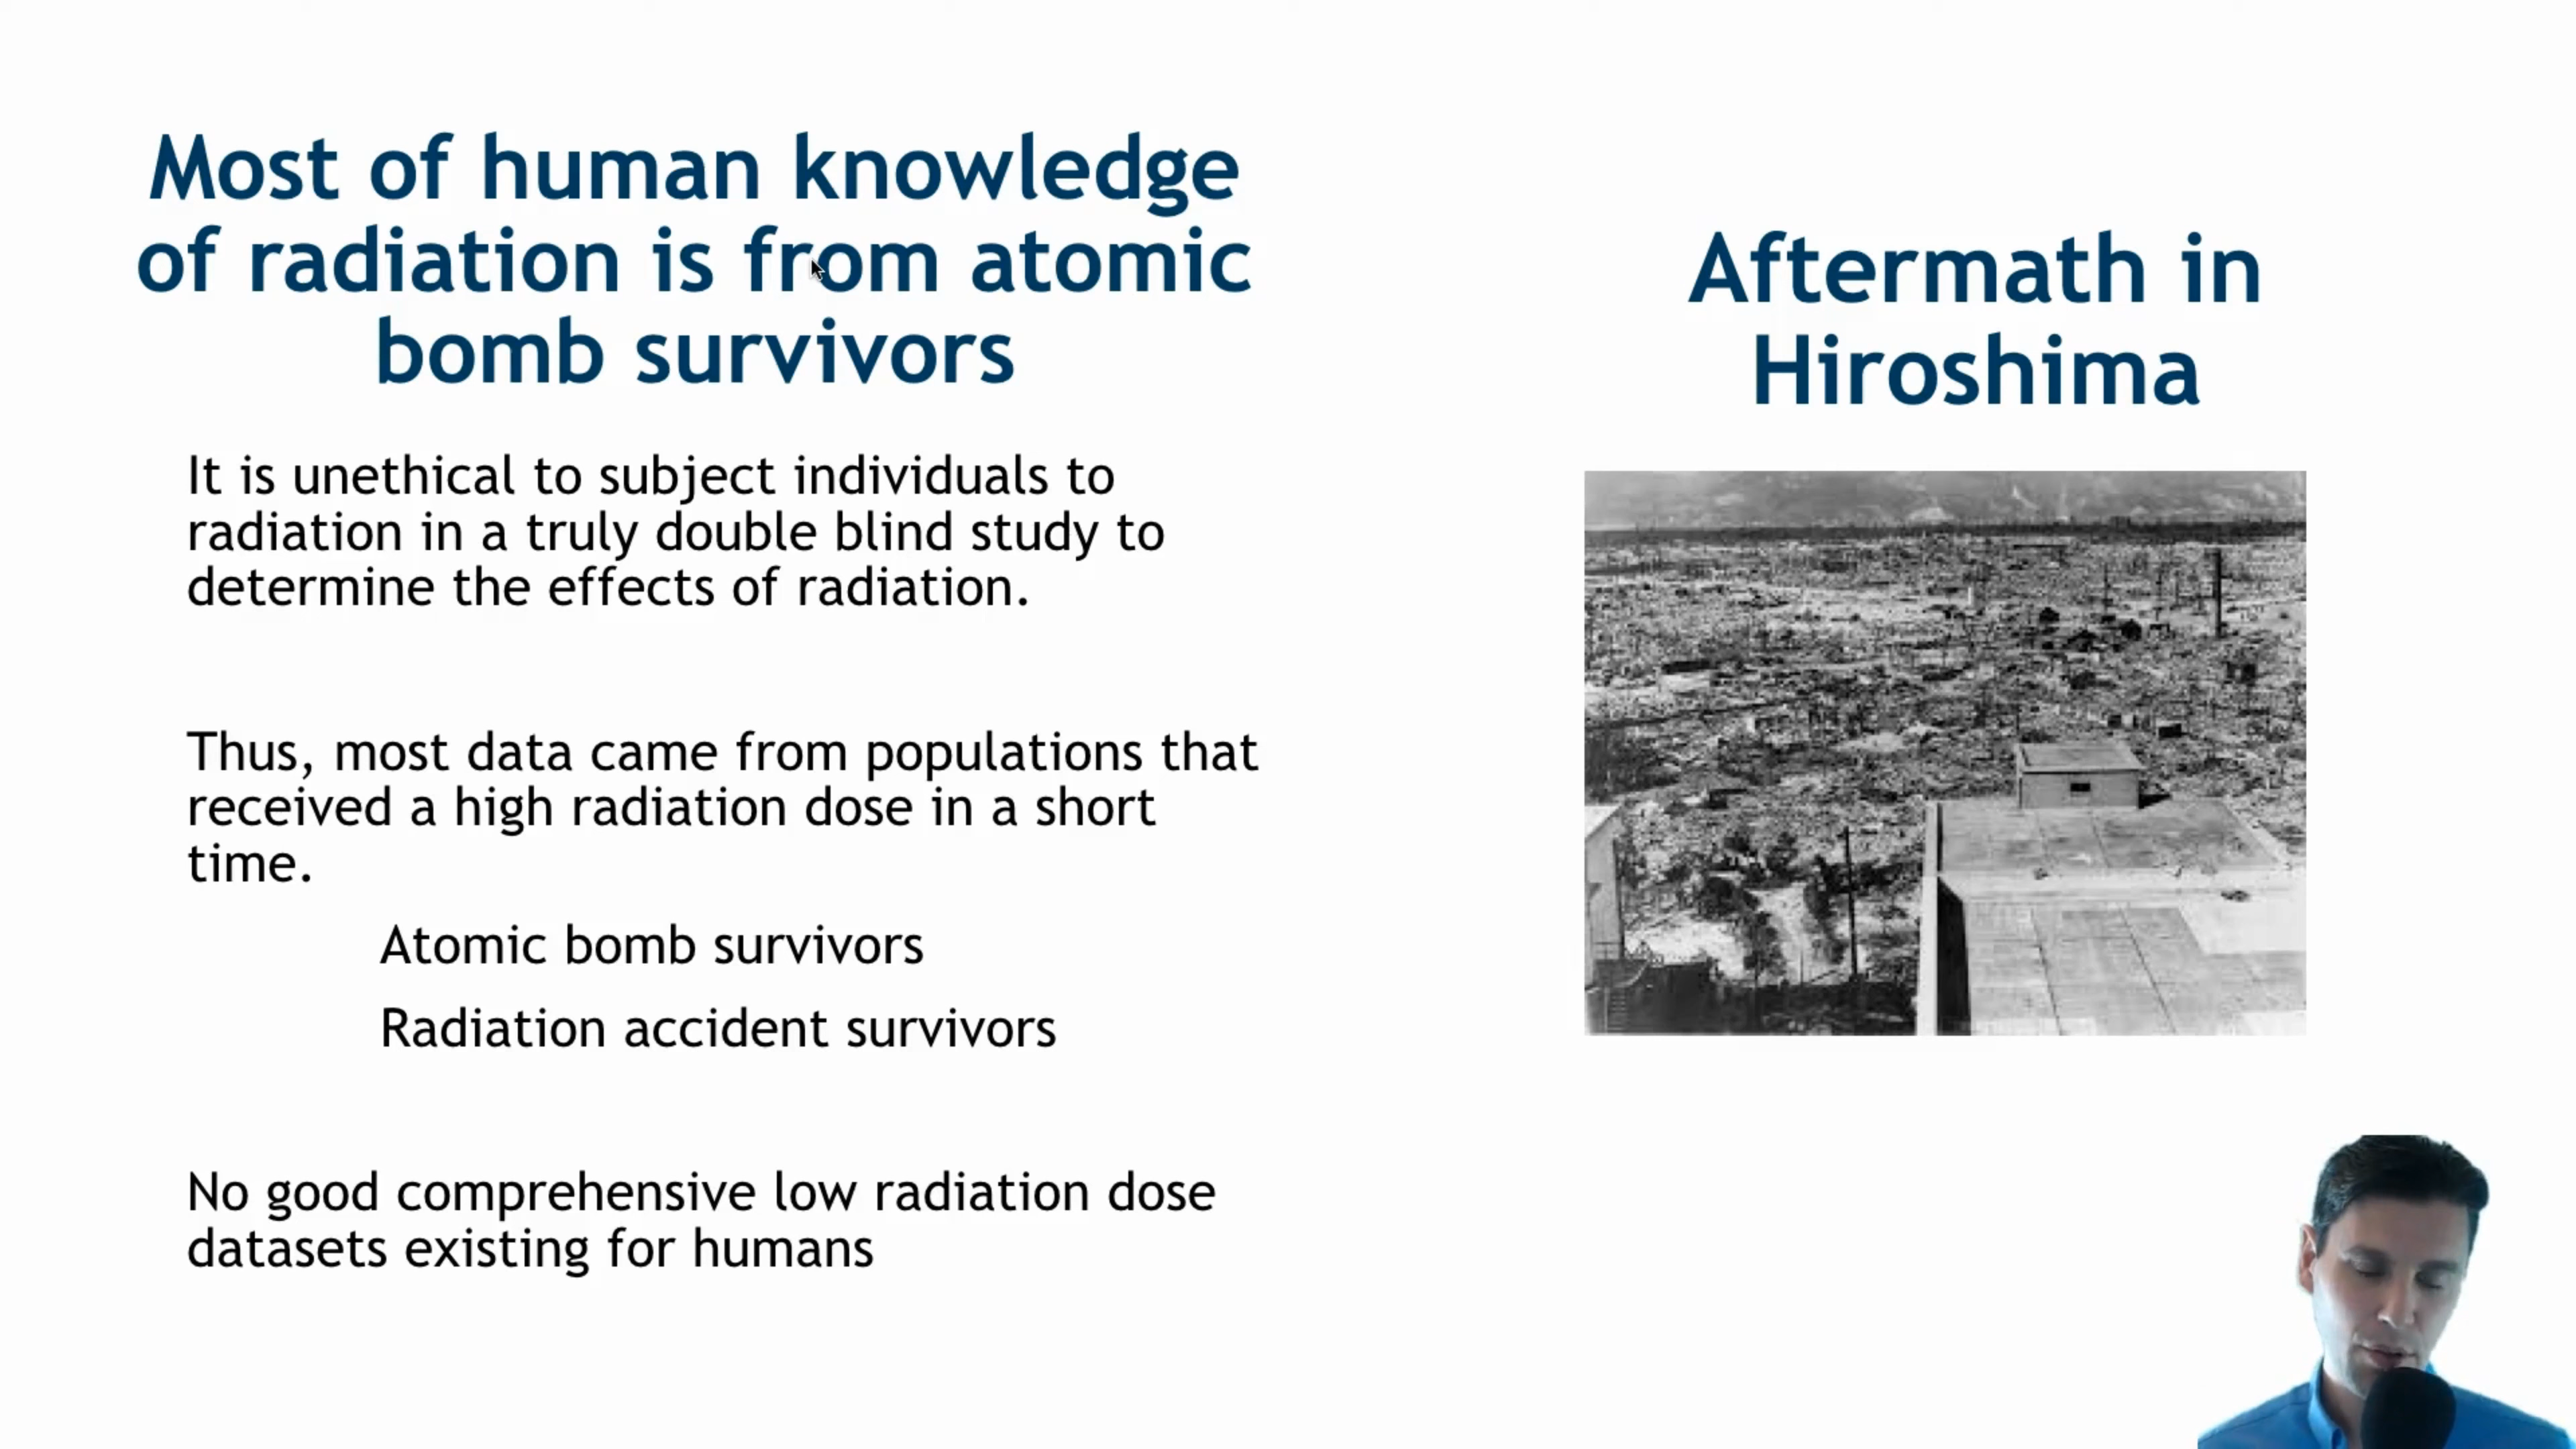 Most of human knowledge
of radiation is from atomic
bomb survivors
It is unethical to subject individuals to
radiation in a truly double blind study to
determine the effects of radiation.
Thus, most data came from populations that
received a high radiation dose in a short
time.
Atomic bomb survivors
Radiation accident survivors
No good comprehensive low radiation dose
datasets existing for humans
Aftermath in
Hiroshima